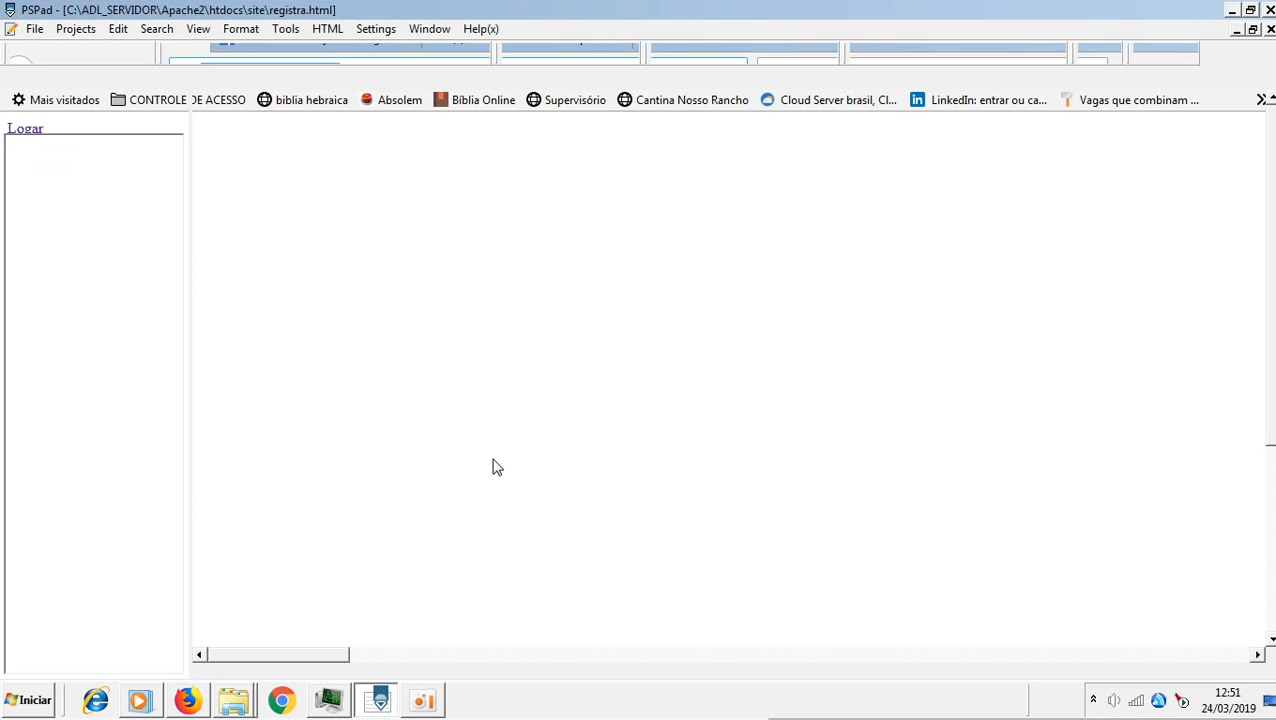 PSPad - [C:\ADL_SERVIDOR\Apache2\htdocs\site\registra.html]
File Projects Edit Search View Format Tools HTML Settings Window Help(x)
Mais visitados CONTROLE DE ACESSO biblia hebraica Absolem Bíblia Online Supervisório Cantina Nosso Rancho Cloud Server brasil, Cl... LinkedIn: entrar ou ca... Vagas que combinam ...
Logar
Iniciar
12:51
24/03/2019